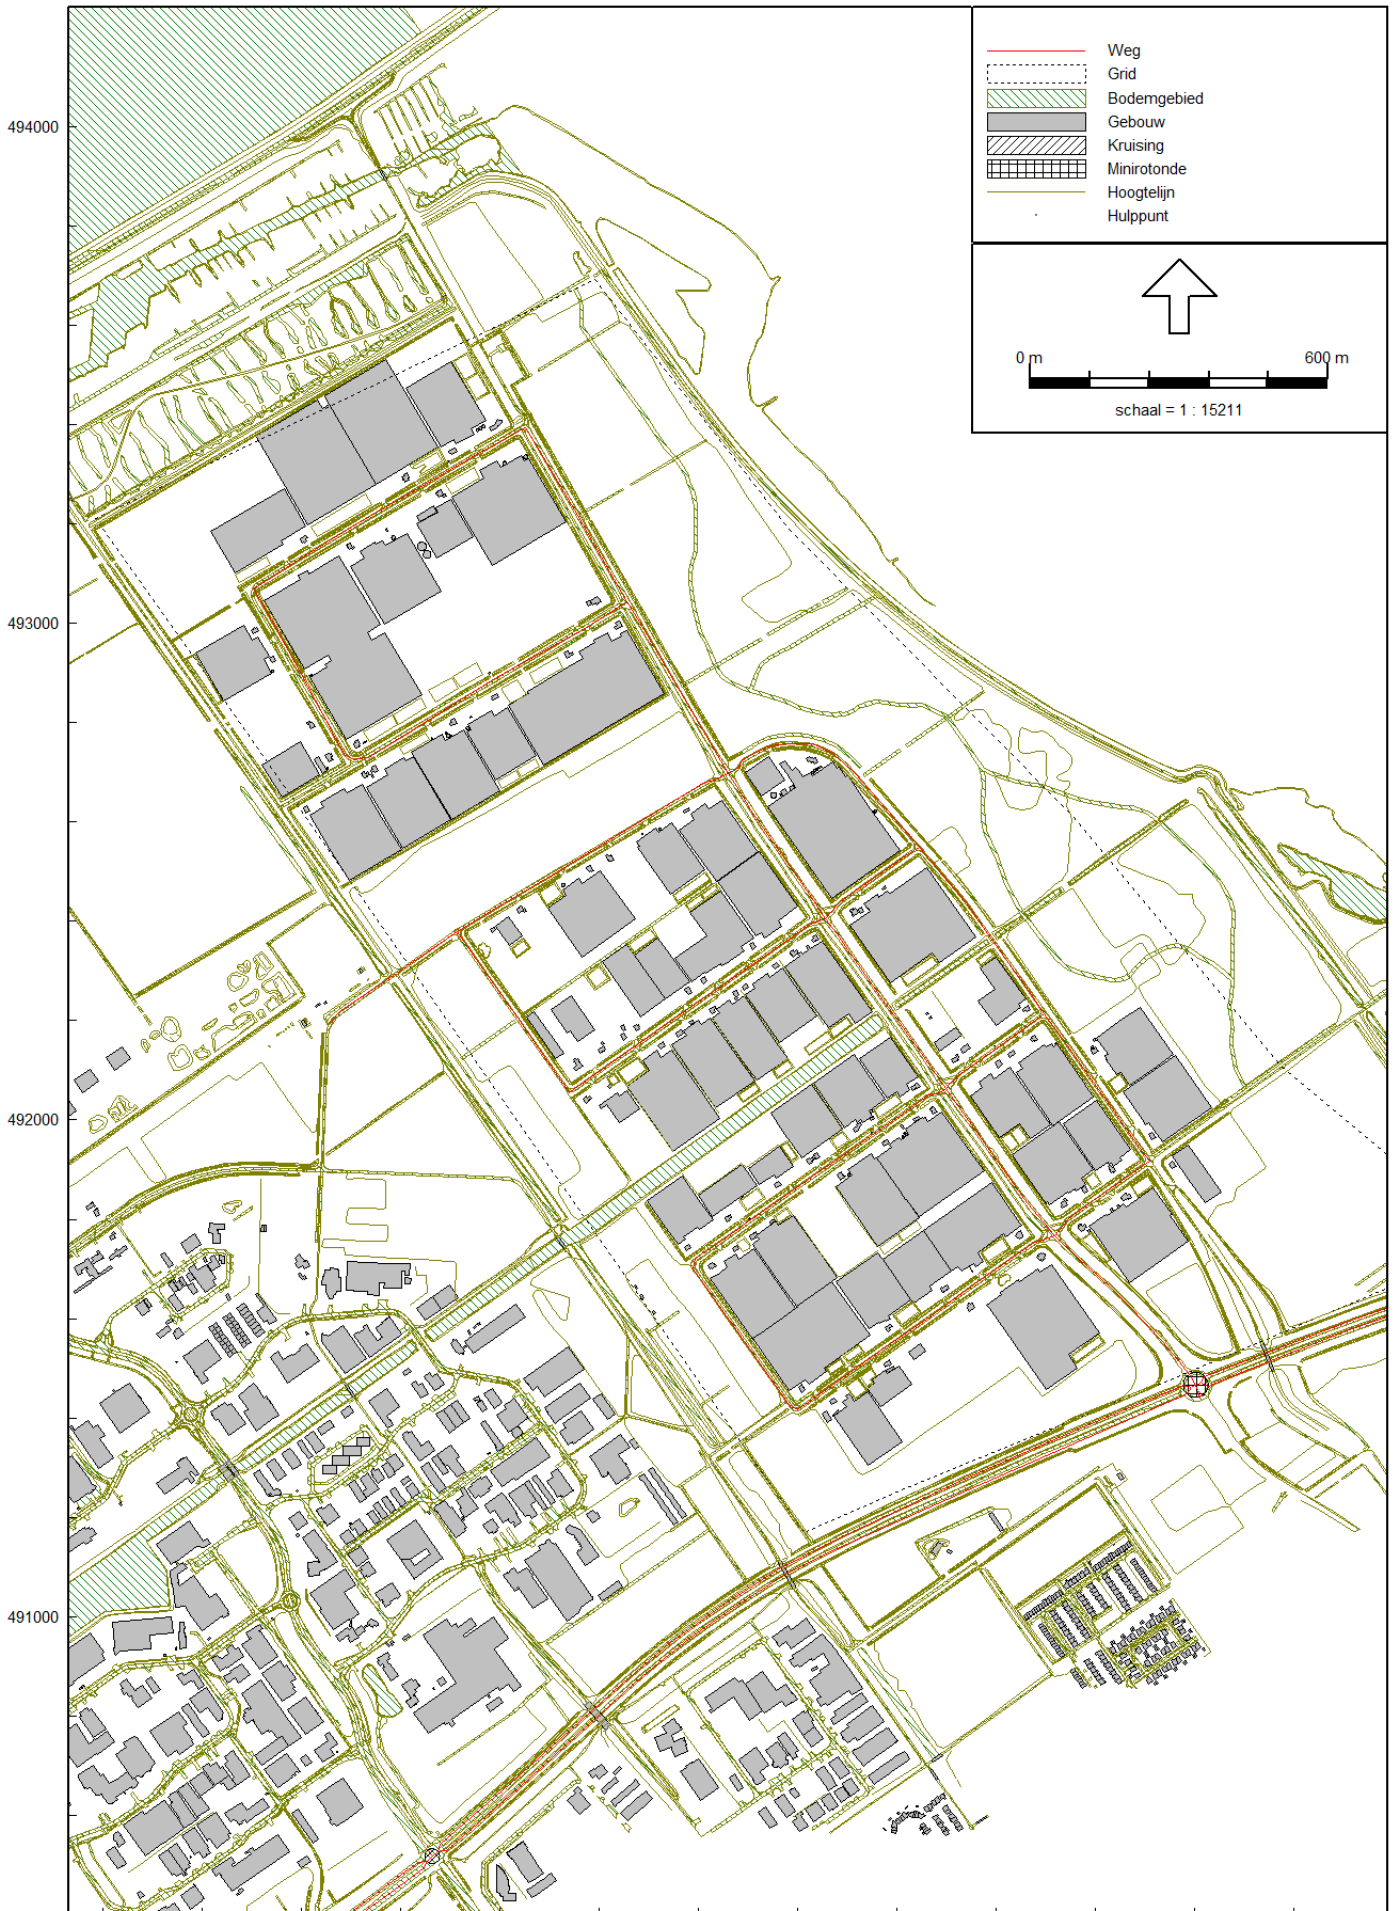 Weg
Grid
Bodemgebied
Gebouw
Kruising
Minirotonde
Hoogtelijn
Hulppunt
0 m 600 m
schaal = 1 : 15211
494000
493000
492000
491000